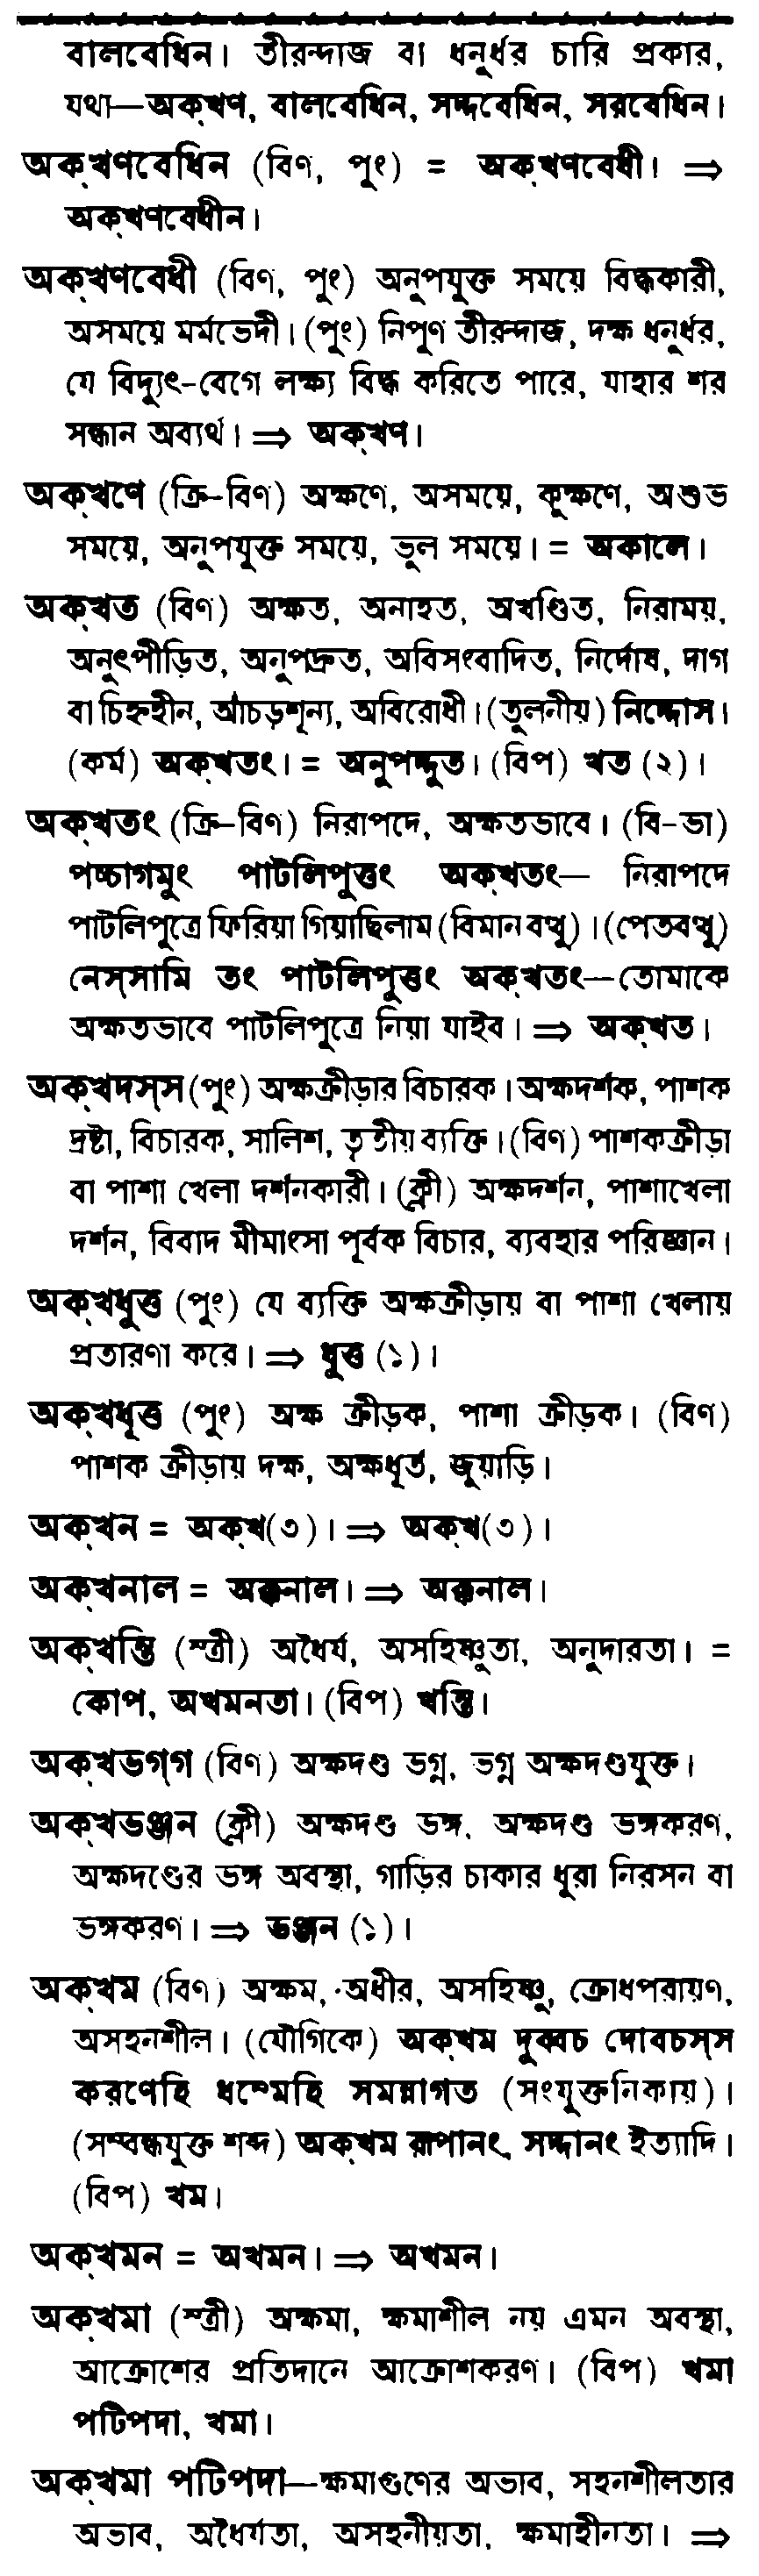 বালবেধিন। তীরন্দাজ বা ধনুর্ধর চারি প্রকার,
যথা—অক্‌খণ, বালবেধিন, সদ্দবেধিন, সরবেধিন।
অক্‌খণবেধিন (বিণ, পুং) = অক্‌খণবেধী। ⇒
অক্‌খণবেধীন।
অক্‌খণবেধী (বিণ, পুং) অনুপযুক্ত সময়ে বিদ্ধকারী,
অসময়ে মর্মভেদী। (পুং) নিপুণ তীরন্দাজ, দক্ষ ধনুর্ধর,
যে বিদ্যুৎ-বেগে লক্ষ্য বিদ্ধ করিতে পারে, যাহার শর
সন্ধান অব্যর্থ। ⇒ অক্‌খণ।
অক্‌খণে (ক্রি-বিণ) অক্ষণে, অসময়ে, কুক্ষণে, অশুভ
সময়ে, অনুপযুক্ত সময়ে, ভুল সময়ে। = অকালে।
অক্‌খত (বিণ) অক্ষত, অনাহত, অখণ্ডিত, নিরাময়,
অনুৎপীড়িত, অনুপদ্রুত, অবিসংবাদিত, নির্দোষ, দাগ
বা চিহ্নহীন, আঁচড়শূন্য, অবিরোধী। (তুলনীয়) নিদ্দোস।
(কর্ম) অক্‌খতং। = অনুপদ্দুত। (বিপ) খত (২)।
অক্‌খতং (ক্রি-বিণ) নিরাপদে, অক্ষতভাবে। (বি-ভা)
পচ্চাগমুং পাটলিপুত্তং অক্‌খতং— নিরাপদে
পাটলিপুত্রে ফিরিয়া গিয়াছিলাম (বিমানবত্থু)। (পেতবত্থু)
নেস্‌সামি তং পাটলিপুত্তং অক্‌খতং—তোমাকে
অক্ষতভাবে পাটলিপুত্রে নিয়া যাইব। ⇒ অক্‌খত।
অক্‌খদস্‌স (পুং) অক্ষক্রীড়ার বিচারক। অক্ষদর্শক, পাশক
দ্রষ্টা, বিচারক, সালিশ, তৃতীয় ব্যক্তি। (বিণ) পাশকক্রীড়া
বা পাশা খেলা দর্শনকারী। (ক্লী) অক্ষদর্শন, পাশাখেলা
দর্শন, বিবাদ মীমাংসা পূর্বক বিচার, ব্যবহার পরিজ্ঞান।
অক্‌খধুত্ত (পুং) যে ব্যক্তি অক্ষক্রীড়ায় বা পাশা খেলায়
প্রতারণা করে। ⇒ ধুত্ত (১)।
অক্‌খধূত্ত (পুং) অক্ষ ক্রীড়ক, পাশা ক্রীড়ক। (বিণ)
পাশক ক্রীড়ায় দক্ষ, অক্ষধূর্ত, জুয়াড়ি।
অক্‌খন = অক্‌খ(৩)। ⇒ অক্‌খ(৩)।
অক্‌খনাল = অক্কনাল। ⇒ অক্কনাল।
অক্‌খন্তি (স্ত্রী) অধৈর্য, অসহিষ্ণুতা, অনুদারতা। =
কোপ, অখমনতা। (বিপ) খন্তি।
অক্‌খভগ্‌গ (বিণ) অক্ষদণ্ড ভগ্ন, ভগ্ন অক্ষদণ্ডযুক্ত।
অক্‌খভঞ্জন (ক্লী) অক্ষদণ্ড ভঙ্গ, অক্ষদণ্ড ভঙ্গকরণ,
অক্ষদণ্ডের ভঙ্গ অবস্থা, গাড়ির চাকার ধুরা নিরসন বা
ভঙ্গকরণ। ⇒ ভঞ্জন (১)।
অক্‌খম (বিণ) অক্ষম, অধীর, অসহিষ্ণু, ক্রোধপরায়ণ,
অসহনশীল। (যৌগিকে) অক্‌খম দুব্বচ দোবচস্‌স
করণেহি ধম্মেহি সমন্নাগত (সংযুক্তনিকায়)।
(সম্বন্ধযুক্ত শব্দ) অক্‌খম রূপানং, সদ্দানং ইত্যাদি।
(বিপ) খম।
অক্‌খমন = অখমন। ⇒ অখমন।
অক্‌খমা (স্ত্রী) অক্ষমা, ক্ষমাশীল নয় এমন অবস্থা,
আক্রোশের প্রতিদানে আক্রোশকরণ। (বিপ) খমা
পটিপদা, খমা।
অক্‌খমা পটিপদা—ক্ষমাগুণের অভাব, সহনশীলতার
অভাব, অধৈর্যতা, অসহনীয়তা, ক্ষমাহীনতা। ⇒